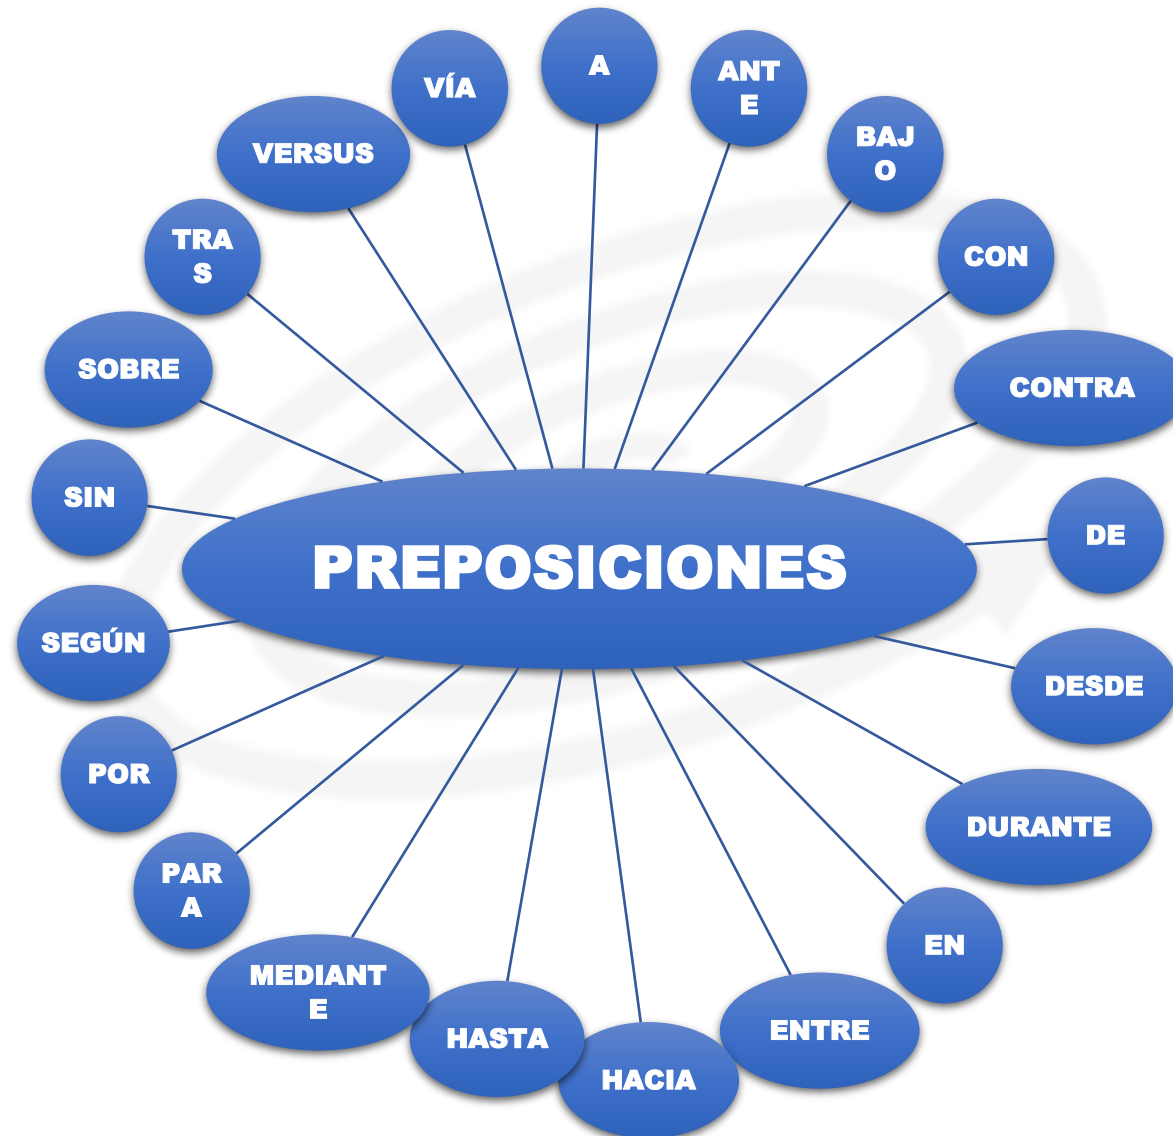 A
ANT
E
BAJ
O
CON
CONTRA
DE
DESDE
DURANTE
EN
ENTRE
HACIA
HASTA
MEDIANT
E
PAR
A
POR
SEGÚN
SIN
SOBRE
TRA
S
VERSUS
VÍA
PREPOSICIONES